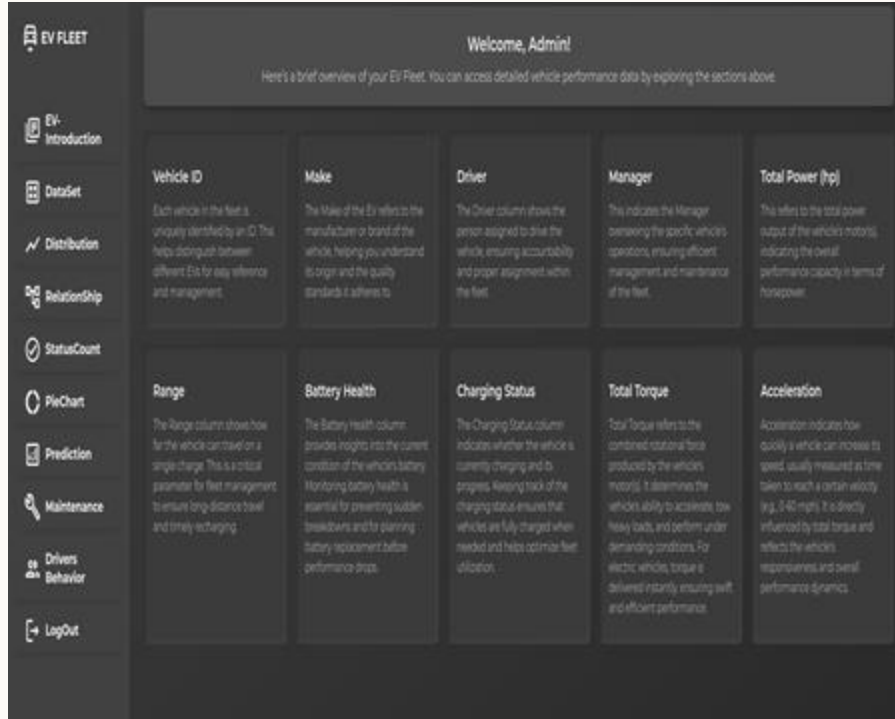 EV FLEET
EV-
Introduction
DataSet
Distribution
RelationShip
StatusCount
PieChart
Prediction
Maintenance
Drivers
Behavior
LogOut
Welcome, Admin!
Here's a brief overview of your EV Fleet. You can access detailed vehicle performance data by exploring the sections above.
Vehicle ID
Each vehicle in the fleet is
uniquely identified by an ID. This
helps distinguish between
different EVs for easy reference
and management.
Make
The Make of the EV refers to the
manufacturer or brand of the
vehicle, helping you understand
its origin and the quality
standards it adheres to.
Driver
The Driver column shows the
person assigned to drive the
vehicle, ensuring accountability
and proper assignment within
the fleet.
Manager
This indicates the Manager
overseeing the specific vehicle's
operations, ensuring efficient
management and maintenance
of the fleet.
Total Power (hp)
This refers to the total power
output of the vehicle's motor(s),
indicating the overall
performance capacity in terms of
horsepower.
Range
The Range column shows how
far the vehicle can travel on a
single charge. This is a critical
parameter for fleet management
to ensure long-distance travel
and timely recharging.
Battery Health
The Battery Health column
provides insights into the current
condition of the vehicle's battery.
Monitoring battery health is
essential for preventing sudden
breakdowns and for planning
battery replacement before
performance drops.
Charging Status
The Charging Status column
indicates whether the vehicle is
currently charging and its
progress. Keeping track of the
charging status ensures that
vehicles are fully charged when
needed and helps optimize fleet
utilization.
Total Torque
Total Torque refers to the
combined rotational force
produced by the vehicle's
motor(s). It determines the
vehicle's ability to accelerate, tow
heavy loads, and perform under
demanding conditions. For
electric vehicles, torque is
delivered instantly, ensuring swift
and efficient performance.
Acceleration
Acceleration indicates how
quickly a vehicle can increase its
speed, usually measured as time
taken to reach a certain velocity
(e.g., 0-60 mph). It is directly
influenced by total torque and
reflects the vehicle's
responsiveness and overall
performance dynamics.